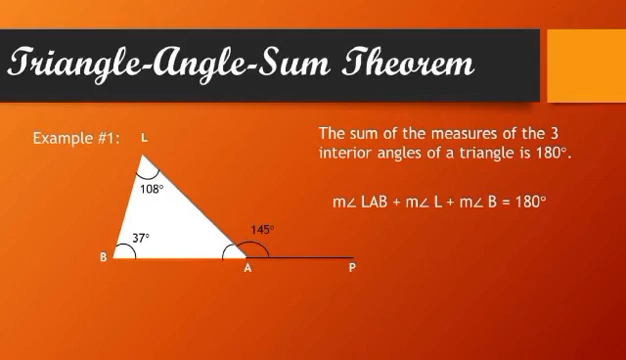 Triangle-Angle-Sum Theorem
Example #1:
L
The sum of the measures of the 3
interior angles of a triangle is 180°.
108°
m∠ LAB + m∠ L + m∠ B = 180°
37°
145°
B
A
P